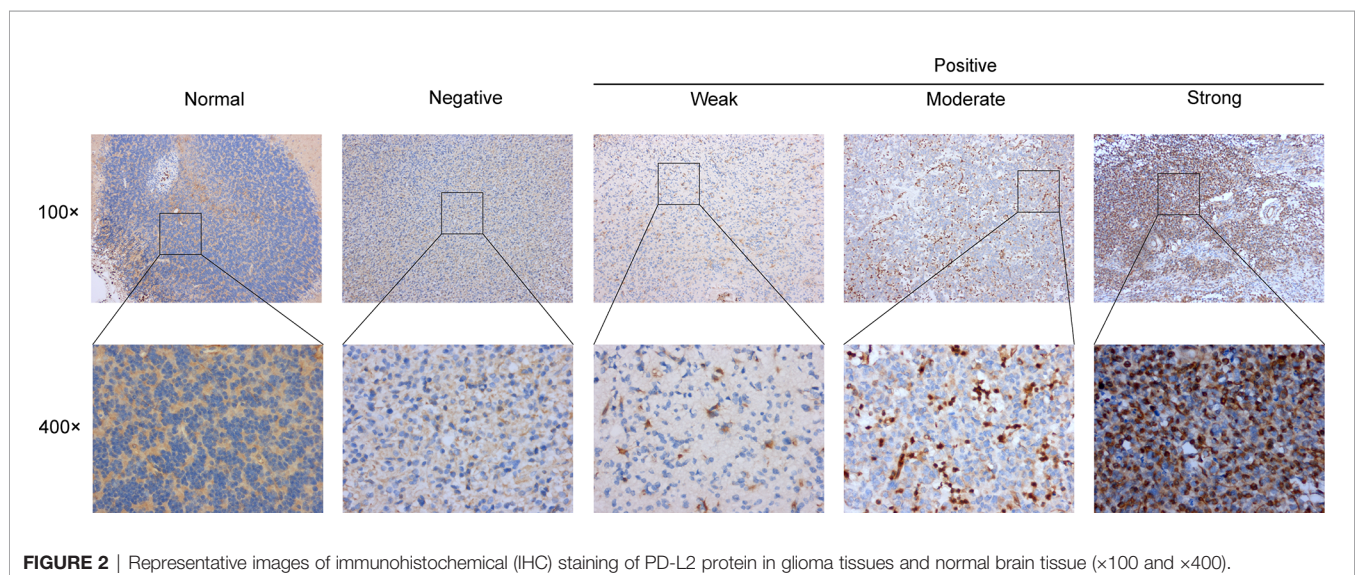 Positive
Normal
Negative
Weak
Moderate
Strong
100×
400×
FIGURE 2 | Representative images of immunohistochemical (IHC) staining of PD-L2 protein in glioma tissues and normal brain tissue (×100 and ×400).